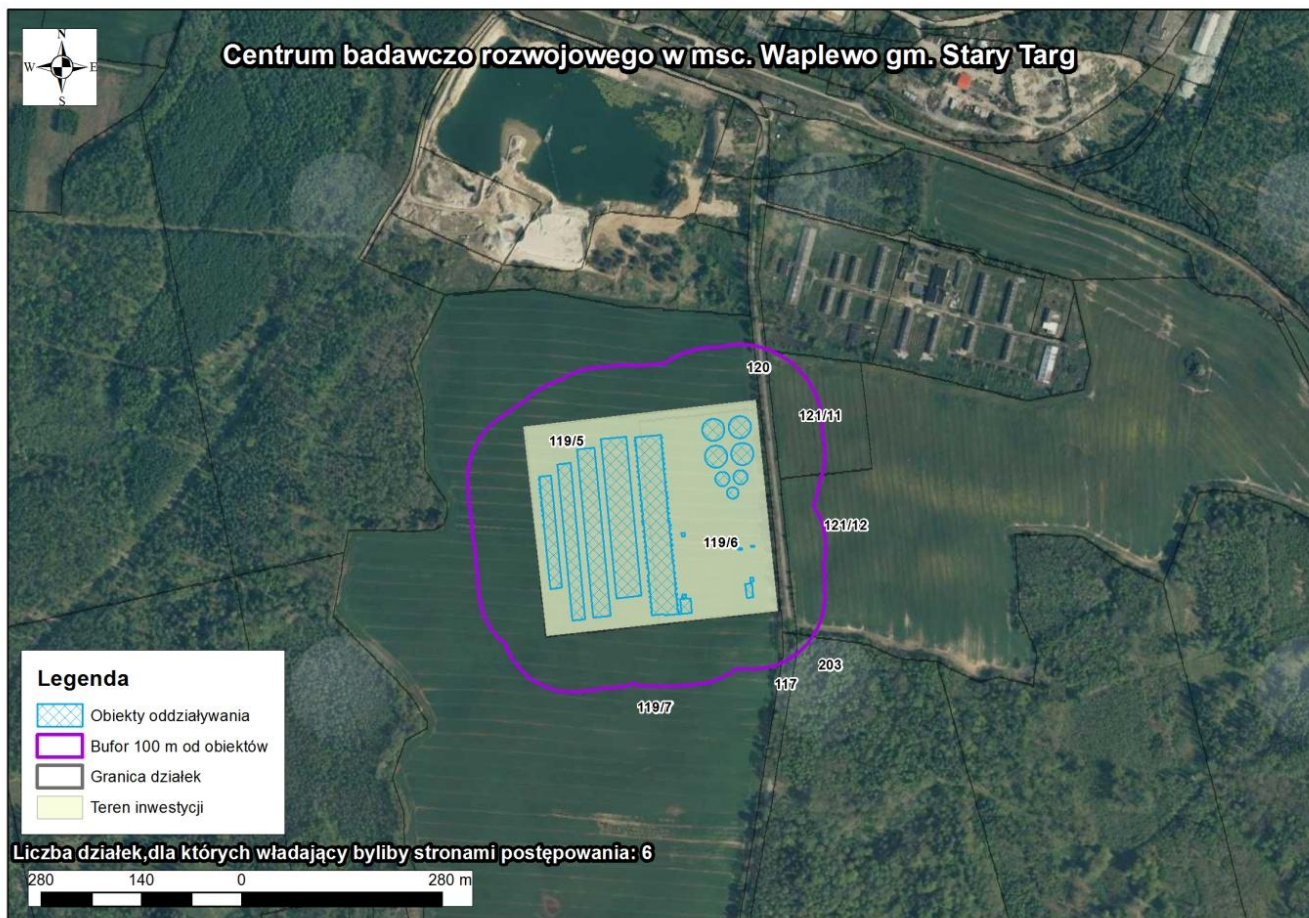 N
W E
S
Centrum badawczo rozwojowego w msc. Waplewo gm. Stary Targ
120
121/11
119/5
121/12
119/6
203
117
119/7
Legenda
Obiekty oddziaływania
Bufor 100 m od obiektów
Granica działek
Teren inwestycji
Liczba działek,dla których władający byliby stronami postępowania: 6
280 140 0 280 m